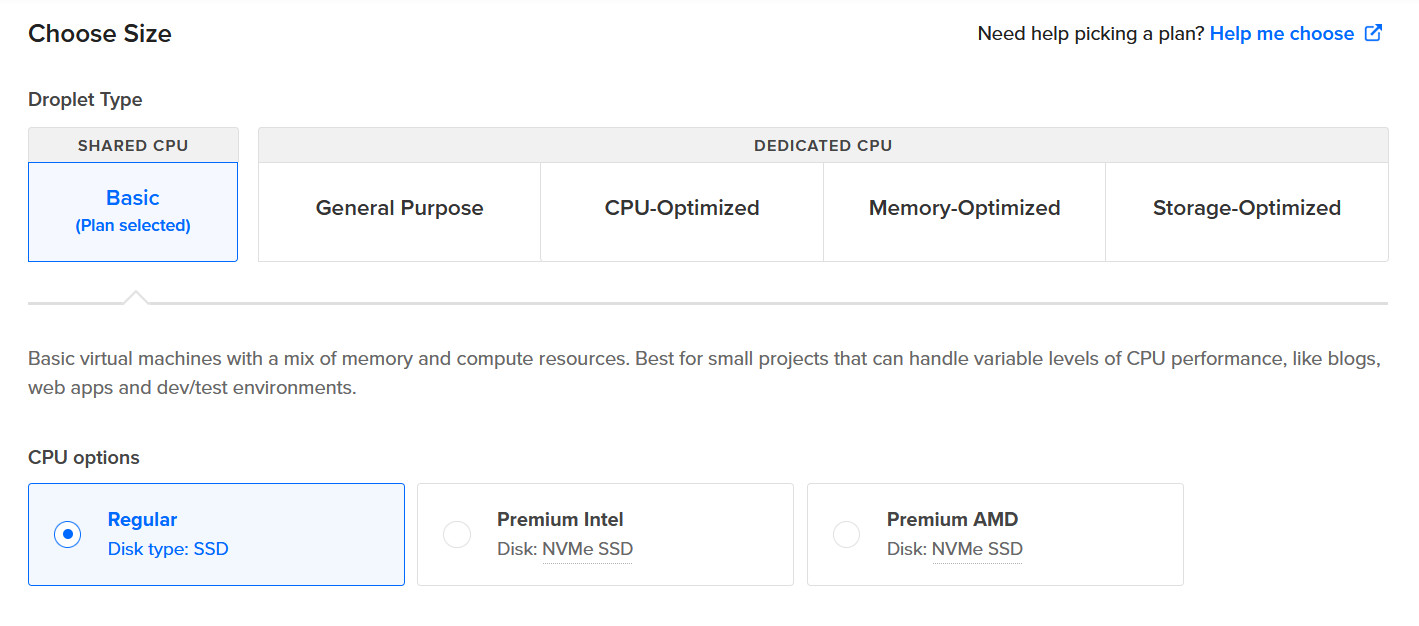 Choose Size
Need help picking a plan? Help me choose
Droplet Type
SHARED CPU
DEDICATED CPU
Basic
(Plan selected)
General Purpose
CPU-Optimized
Memory-Optimized
Storage-Optimized
Basic virtual machines with a mix of memory and compute resources. Best for small projects that can handle variable levels of CPU performance, like blogs,
web apps and dev/test environments.
CPU options
Regular
Disk type: SSD
Premium Intel
Disk: NVMe SSD
Premium AMD
Disk: NVMe SSD